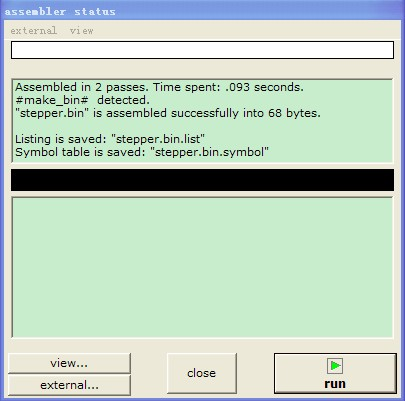 assembler status
external view
Assembled in 2 passes. Time spent: .093 seconds.
#make_bin# detected.
"stepper.bin" is assembled successfully into 68 bytes.
Listing is saved: "stepper.bin.list"
Symbol table is saved: "stepper.bin.symbol"
view...
external...
close
run